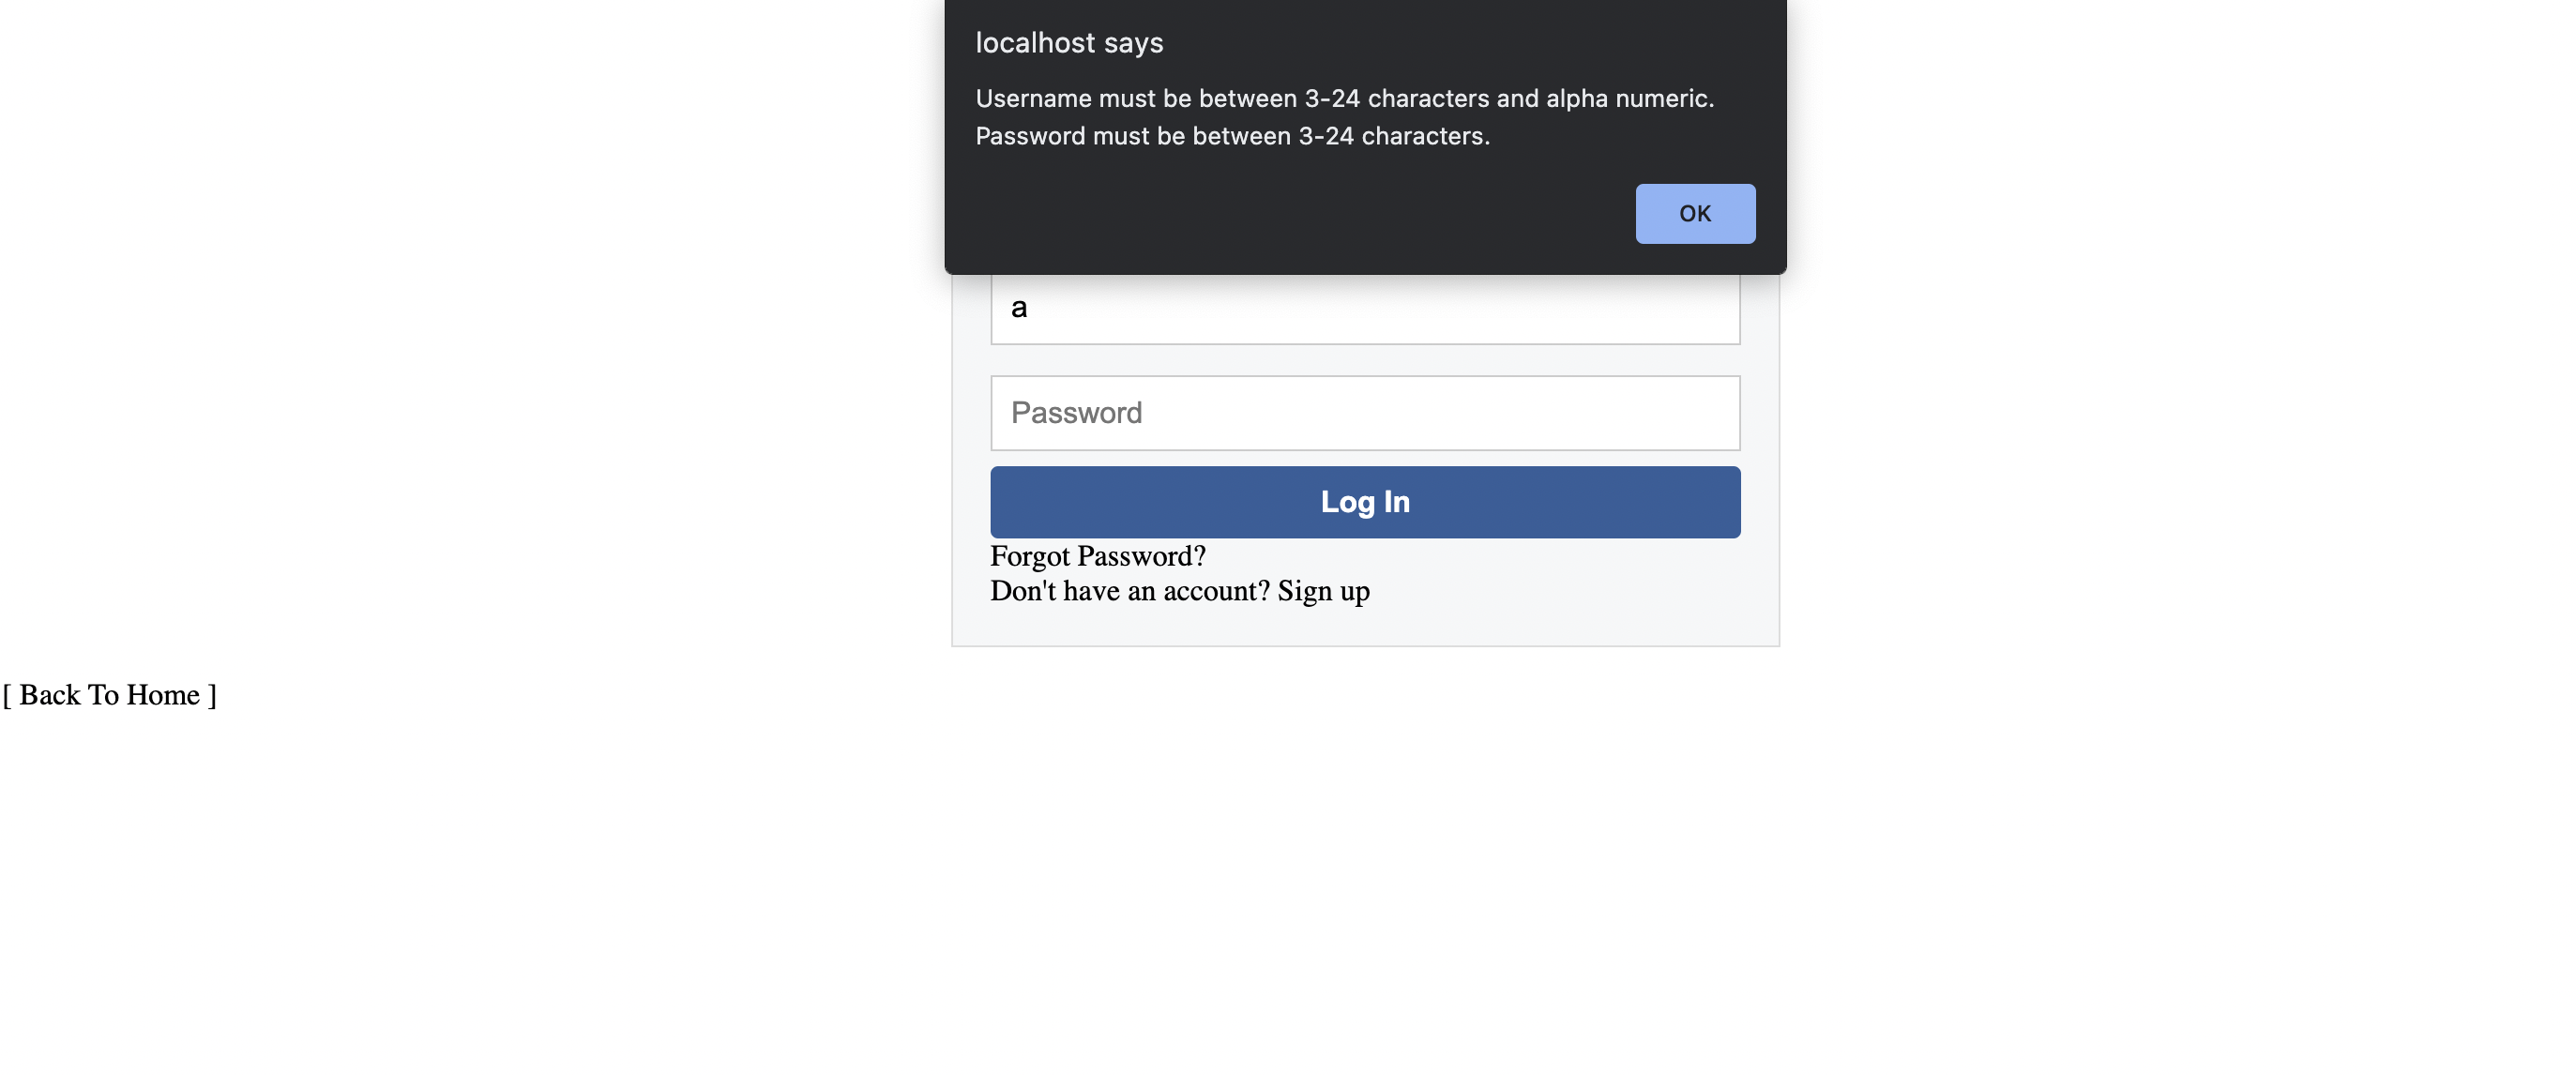 localhost says
Username must be between 3-24 characters and alpha numeric.
Password must be between 3-24 characters.
OK
a
Password
Log In
Forgot Password?
Don't have an account? Sign up
[ Back To Home ]